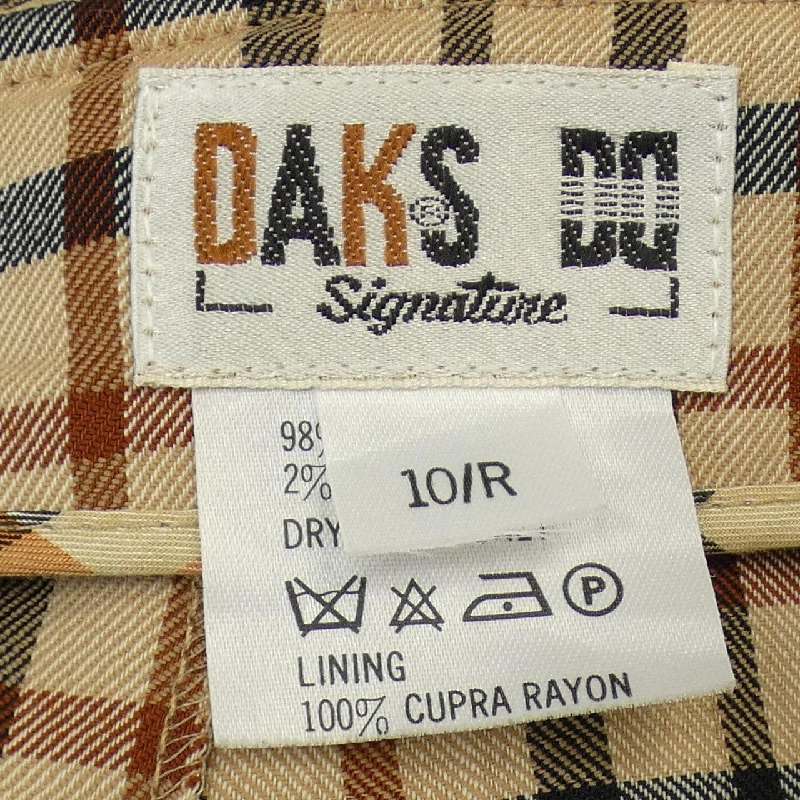 DAKS® DD
Signature
98%
2%
10/R
DRY
P
LINING
100% CUPRA RAYON